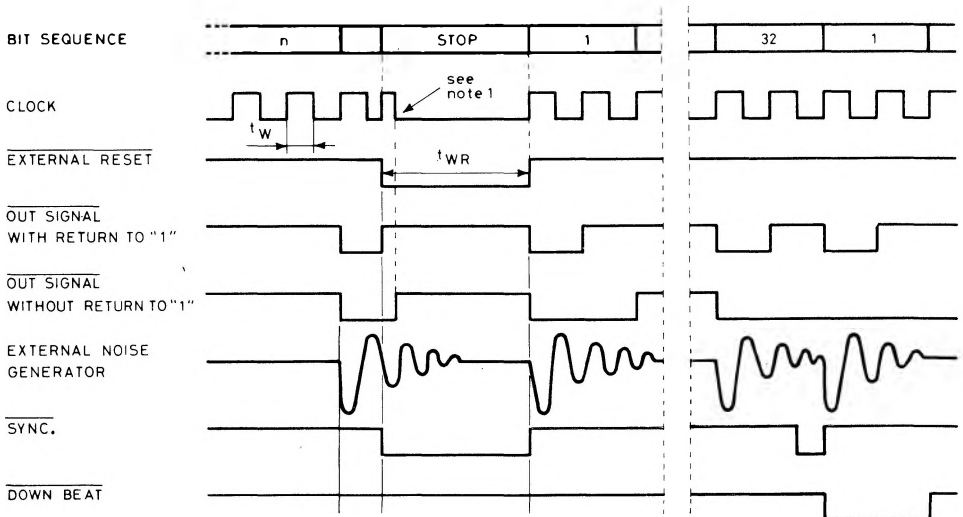 BIT SEQUENCE
n
STOP
1
32
1
CLOCK
see
note 1
tW
EXTERNAL RESET
tWR
OUT SIGNAL
WITH RETURN TO "1"
OUT SIGNAL
WITHOUT RETURN TO "1"
EXTERNAL NOISE
GENERATOR
SYNC.
DOWN BEAT